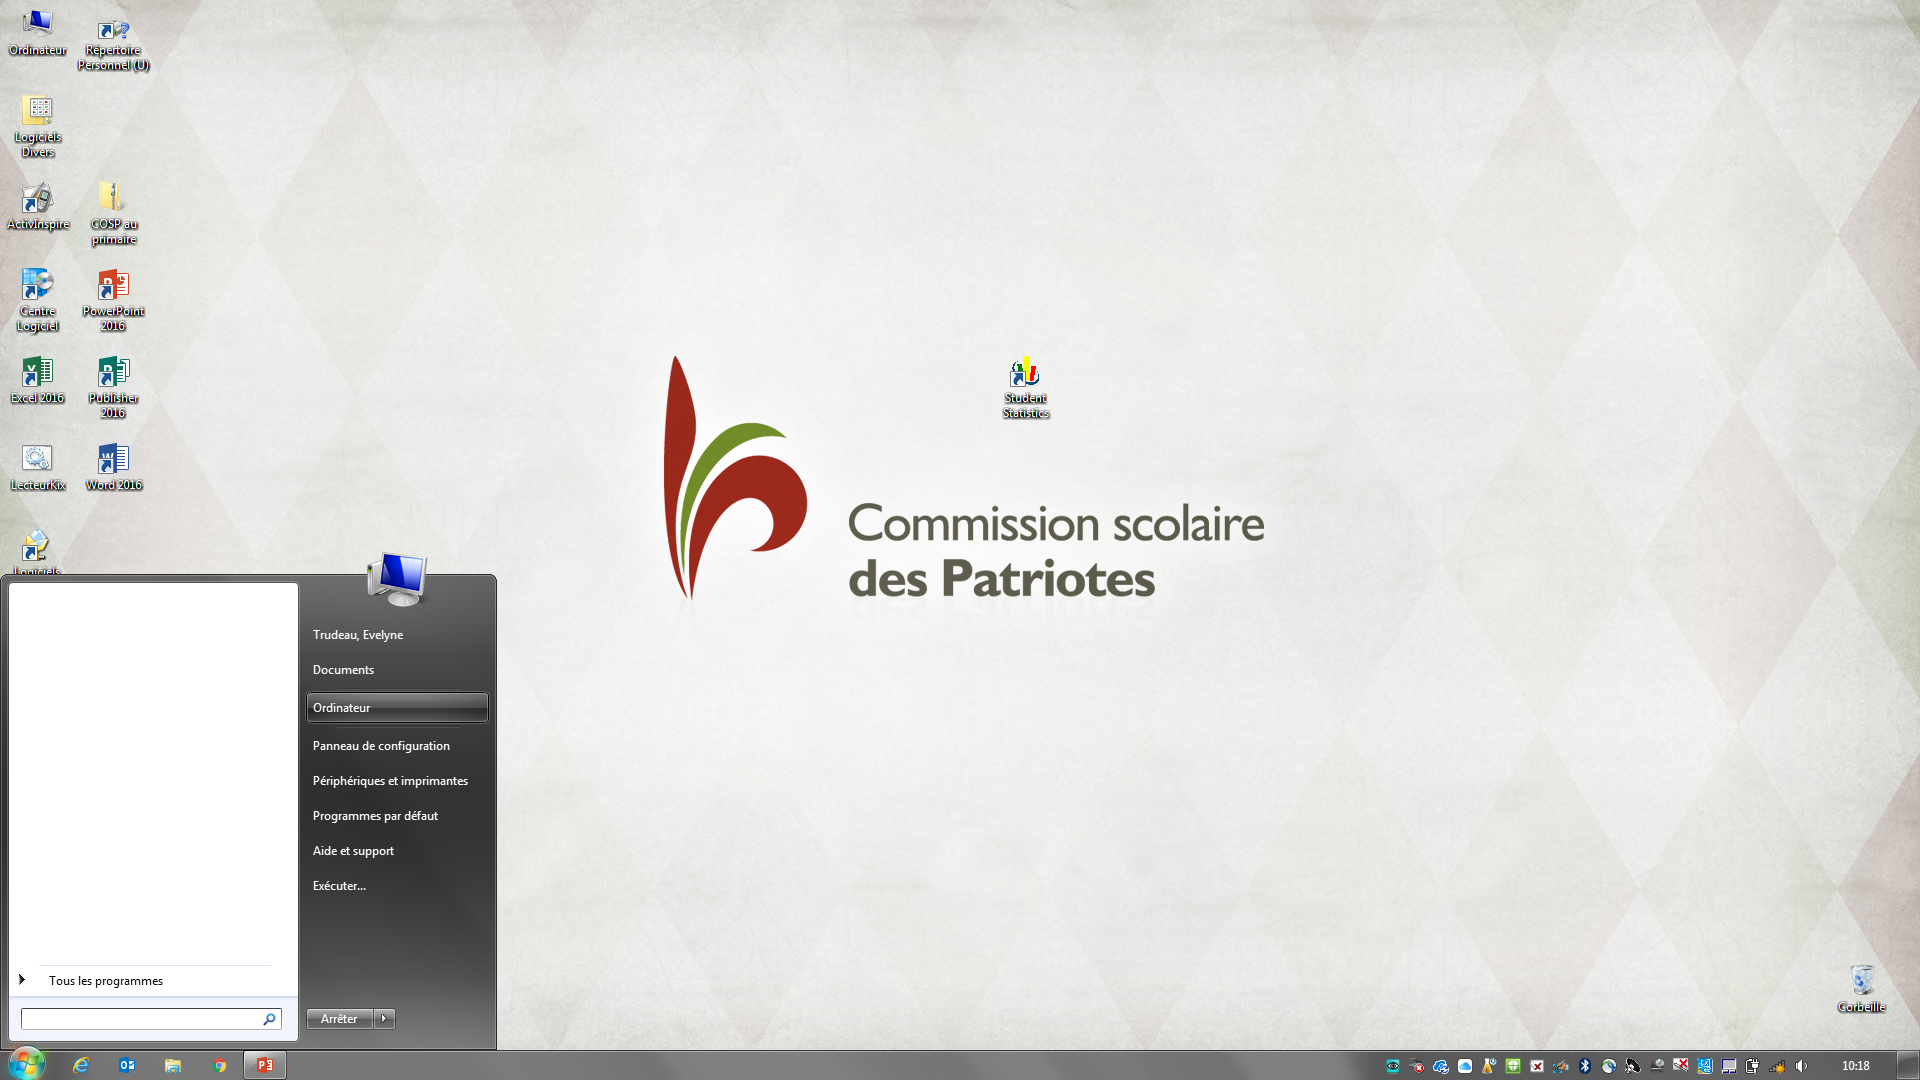 Ordinateur
Répertoire
Personnel (U)
Logiciels
Divers
ActivInspire
COSP au
primaire
Centre
Logiciel
PowerPoint
2016
Excel 2016
Publisher
2016
LecteurKix
Word 2016
Logiciels
Student
Statistics
Commission scolaire
des Patriotes
Trudeau, Evelyne
Documents
Ordinateur
Panneau de configuration
Périphériques et imprimantes
Programmes par défaut
Aide et support
Exécuter...
Tous les programmes
Arrêter
Corbeille
10:18